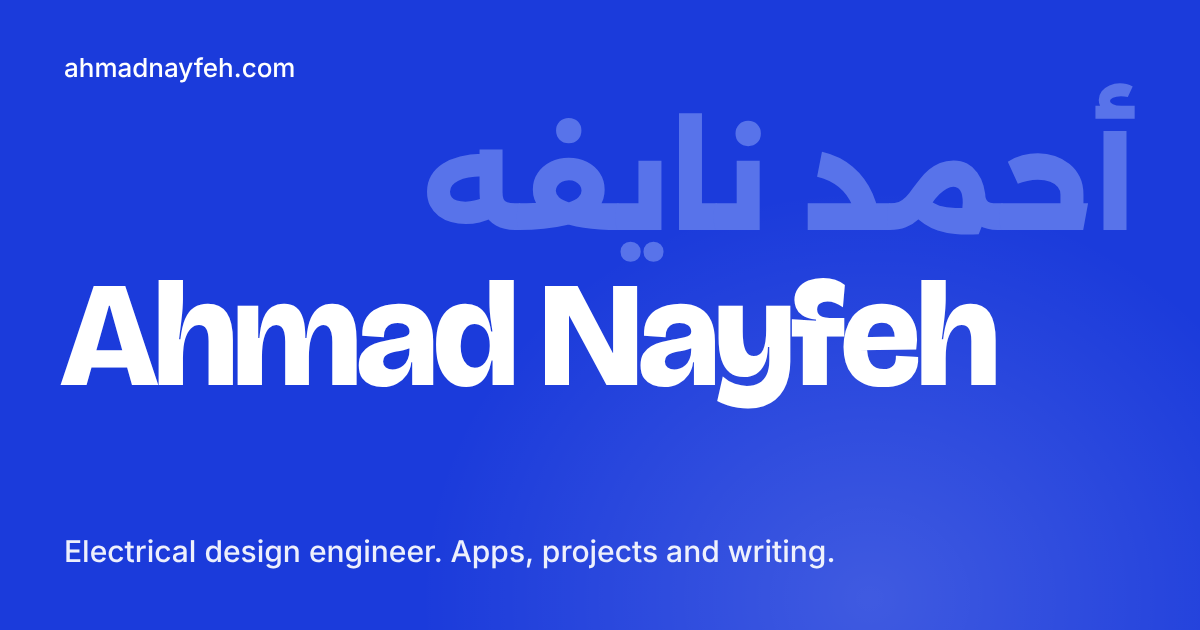 ahmadnayfeh.com
أحمد نايفه
Ahmad Nayfeh
Electrical design engineer. Apps, projects and writing.